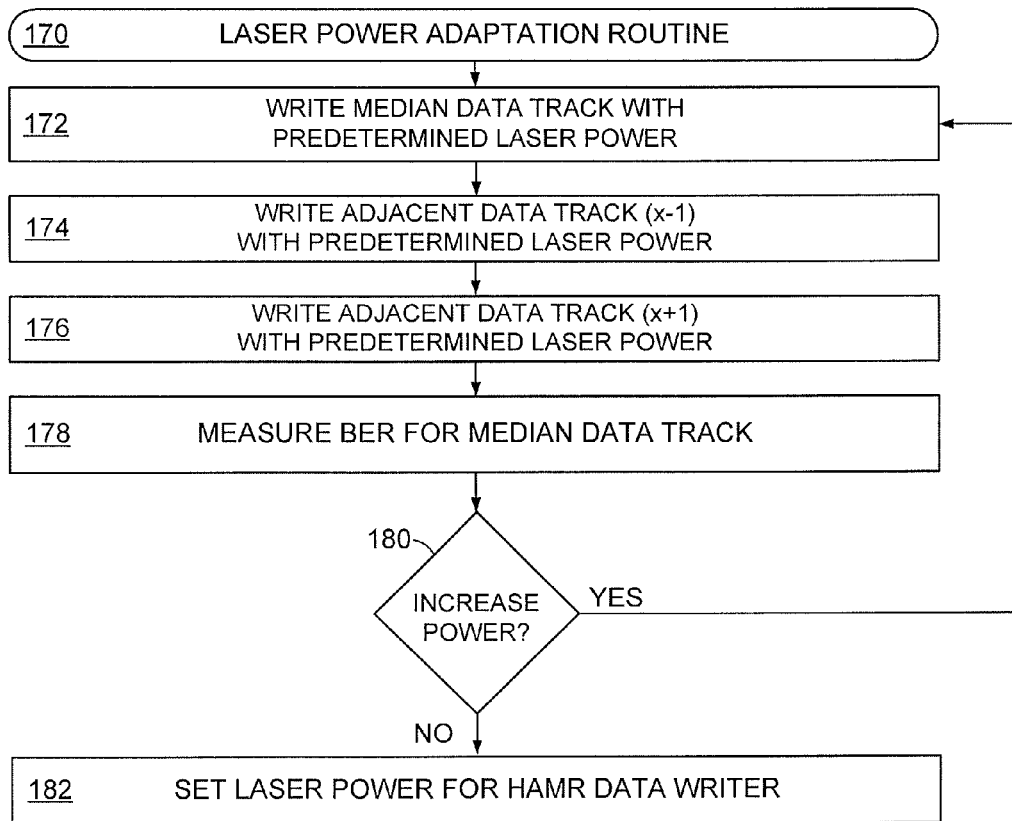 170 LASER POWER ADAPTATION ROUTINE
172 WRITE MEDIAN DATA TRACK WITH
PREDETERMINED LASER POWER
174 WRITE ADJACENT DATA TRACK (x-1)
WITH PREDETERMINED LASER POWER
176 WRITE ADJACENT DATA TRACK (x+1)
WITH PREDETERMINED LASER POWER
178 MEASURE BER FOR MEDIAN DATA TRACK
180
INCREASE
POWER?
YES
NO
182 SET LASER POWER FOR HAMR DATA WRITER